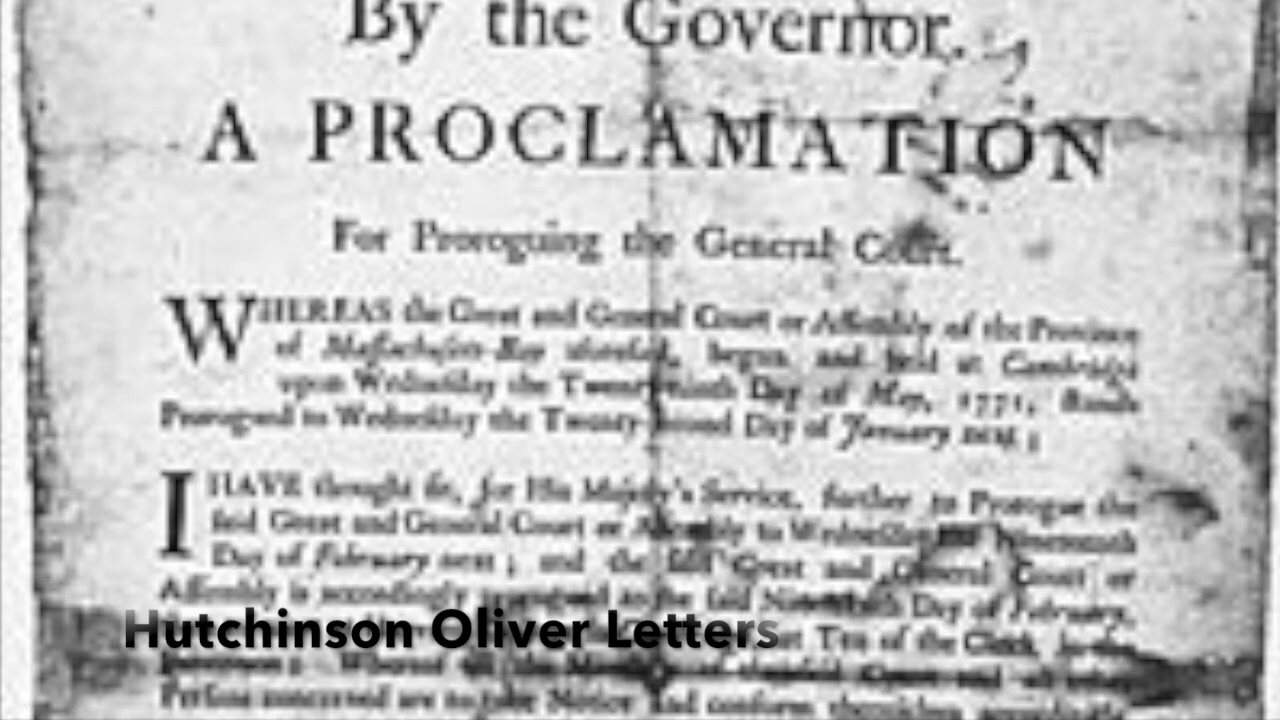 By the Governor.
A PROCLAMATION
For Proroguing the General Court.
WHEREAS the Great and General Court or Aſſembly of the Province
of Maſſachuſets-Bay aforeſaid, begun and held at Cambridge
upon Wedneſday the Twenty-ninth Day of May, 1771, ſtands
Prorogued to Wedneſday the Twenty-ſecond Day of January next;
I HAVE thought fit, for His Majeſty's Service, further to Prorogue the
ſaid Great and General Court or Aſſembly to Wedneſday Nineteenth
Day of February next; and the ſaid Great and General Court or
Aſſembly is accordingly prorogued to the ſaid Nineteenth Day of February,
Hutchinson Oliver Letters
at Ten of the Clock, in the
Whereof all
Perſons concerned are to take Notice and conform themſelves accordingly